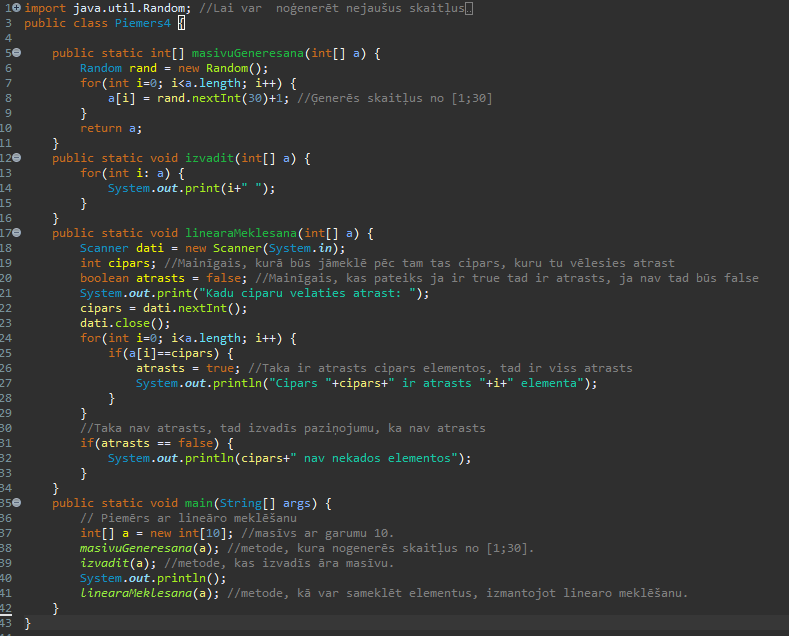 1 import java.util.Random; //Lai var  noģenerēt nejaušus skaitļus
3 public class Piemers4 {
4
5     public static int[] masivuGeneresana(int[] a) {
6         Random rand = new Random();
7         for(int i=0; i<a.length; i++) {
8             a[i] = rand.nextInt(30)+1; //Ģenerēs skaitļus no [1;30]
9         }
10         return a;
11     }
12     public static void izvadit(int[] a) {
13         for(int i: a) {
14             System.out.print(i+" ");
15         }
16     }
17     public static void linearaMeklesana(int[] a) {
18         Scanner dati = new Scanner(System.in);
19         int cipars; //Mainīgais, kurā būs jāmeklē pēc tam tas cipars, kuru tu vēlesies atrast
20         boolean atrasts = false; //Mainīgais, kas pateiks ja ir true tad ir atrasts, ja nav tad būs false
21         System.out.print("Kadu ciparu velaties atrast: ");
22         cipars = dati.nextInt();
23         dati.close();
24         for(int i=0; i<a.length; i++) {
25             if(a[i]==cipars) {
26                 atrasts = true; //Taka ir atrasts cipars elementos, tad ir viss atrasts
27                 System.out.println("Cipars "+cipars+" ir atrasts "+i+" elementa");
28             }
29         }
30         //Taka nav atrasts, tad izvadīs paziņojumu, ka nav atrasts
31         if(atrasts == false) {
32             System.out.println(cipars+" nav nekados elementos");
33         }
34     }
35     public static void main(String[] args) {
36         // Piemērs ar lineāro meklēšanu
37         int[] a = new int[10]; //masīvs ar garumu 10.
38         masivuGeneresana(a); //metode, kura nogenerēs skaitļus no [1;30].
39         izvadit(a); //metode, kas izvadīs āra masīvu.
40         System.out.println();
41         linearaMeklesana(a); //metode, kā var sameklēt elementus, izmantojot linearo meklēšanu.
42     }
43 }